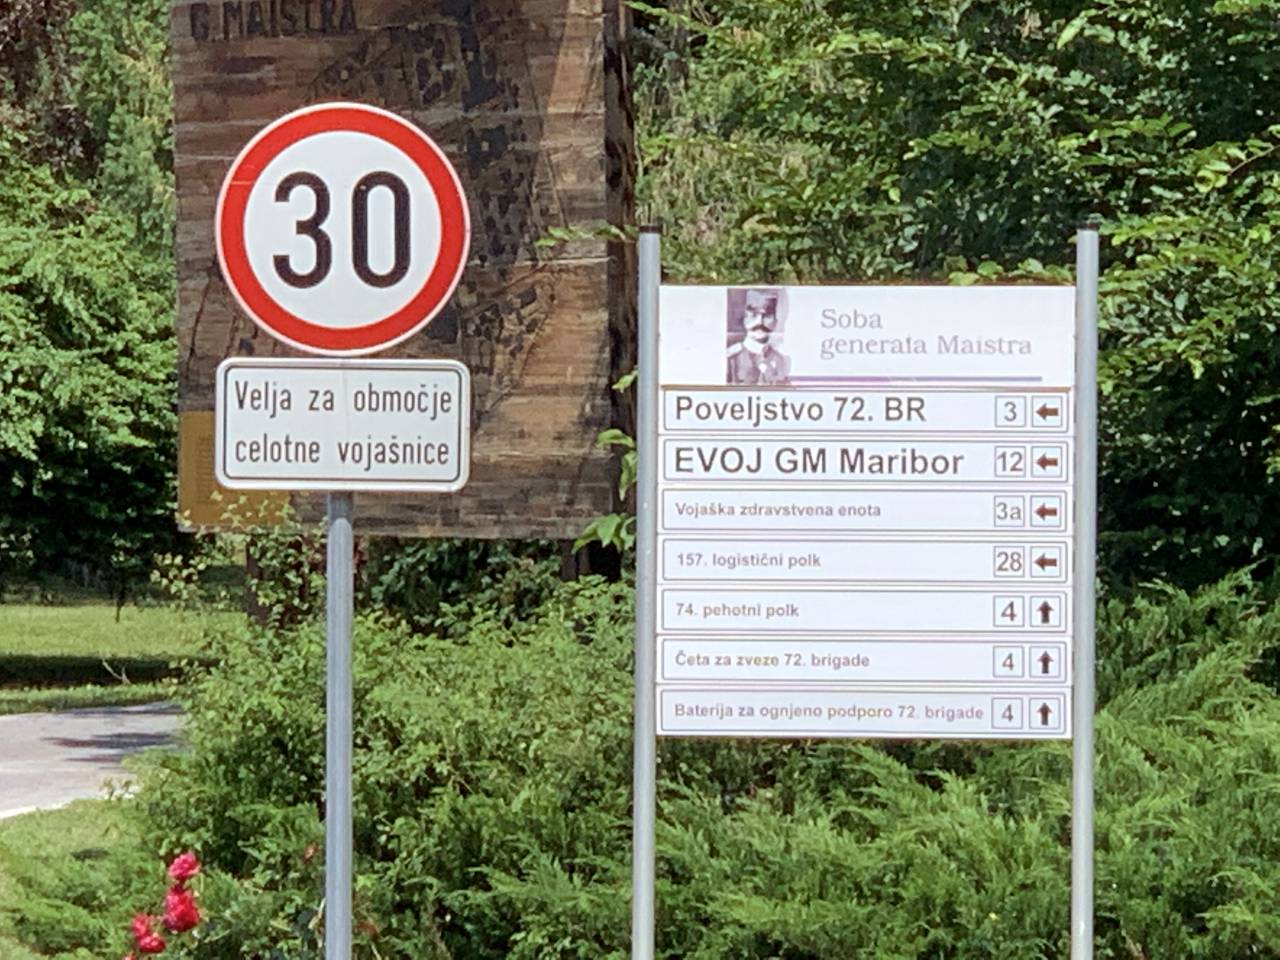 G. MAISTRA
30
Velja za območje
celotne vojašnice
Soba
generala Maistra
Poveljstvo 72. BR 3
EVOJ GM Maribor 12
Vojaška zdravstvena enota 3a
157. logistični polk 28
74. pehotni polk 4
Četa za zveze 72. brigade 4
Baterija za ognjeno podporo 72. brigade 4